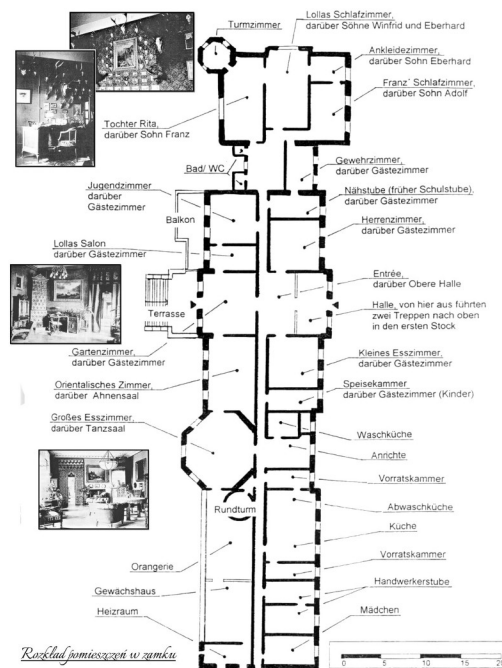 Turmzimmer
Lollas Schlafzimmer,
darüber Söhne Winfrid und Eberhard
Ankleidezimmer,
darüber Sohn Eberhard
Franz´ Schlafzimmer,
darüber Sohn Adolf
Tochter Rita,
darüber Sohn Franz
Bad/ WC
Gewehrzimmer,
darüber Gästezimmer
Jugendzimmer
darüber
Gästezimmer
Nähstube (früher Schulstube),
darüber Gästezimmer
Balkon
Herrenzimmer,
darüber Gästezimmer
Lollas Salon
darüber Gästezimmer
Entrée,
darüber Obere Halle
Terrasse
Halle, von hier aus führten
zwei Treppen nach oben
in den ersten Stock
Gartenzimmer,
darüber Gästezimmer
Kleines Esszimmer,
darüber Gästezimmer
Orientalisches Zimmer,
darüber Ahnensaal
Speisekammer
darüber Gästezimmer (Kinder)
Großes Esszimmer,
darüber Tanzsaal
Waschküche
Anrichte
Vorratskammer
Rundturm
Abwaschküche
Küche
Vorratskammer
Orangerie
Handwerkerstube
Gewächshaus
Mädchen
Heizraum
Rozkład pomieszczeń w zamku
0 5 10 15 20 25